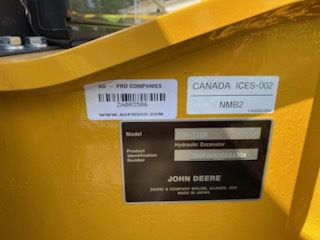 AG - PRO COMPANIES
ZA003506
WWW.AGPROCO.COM
CANADA ICES-002
NMB2
Model
Hydraulic Excavator
Product
Identification
Number
JOHN DEERE
DEERE & COMPANY MOLINE, ILLINOIS, USA
MADE IN JAPAN